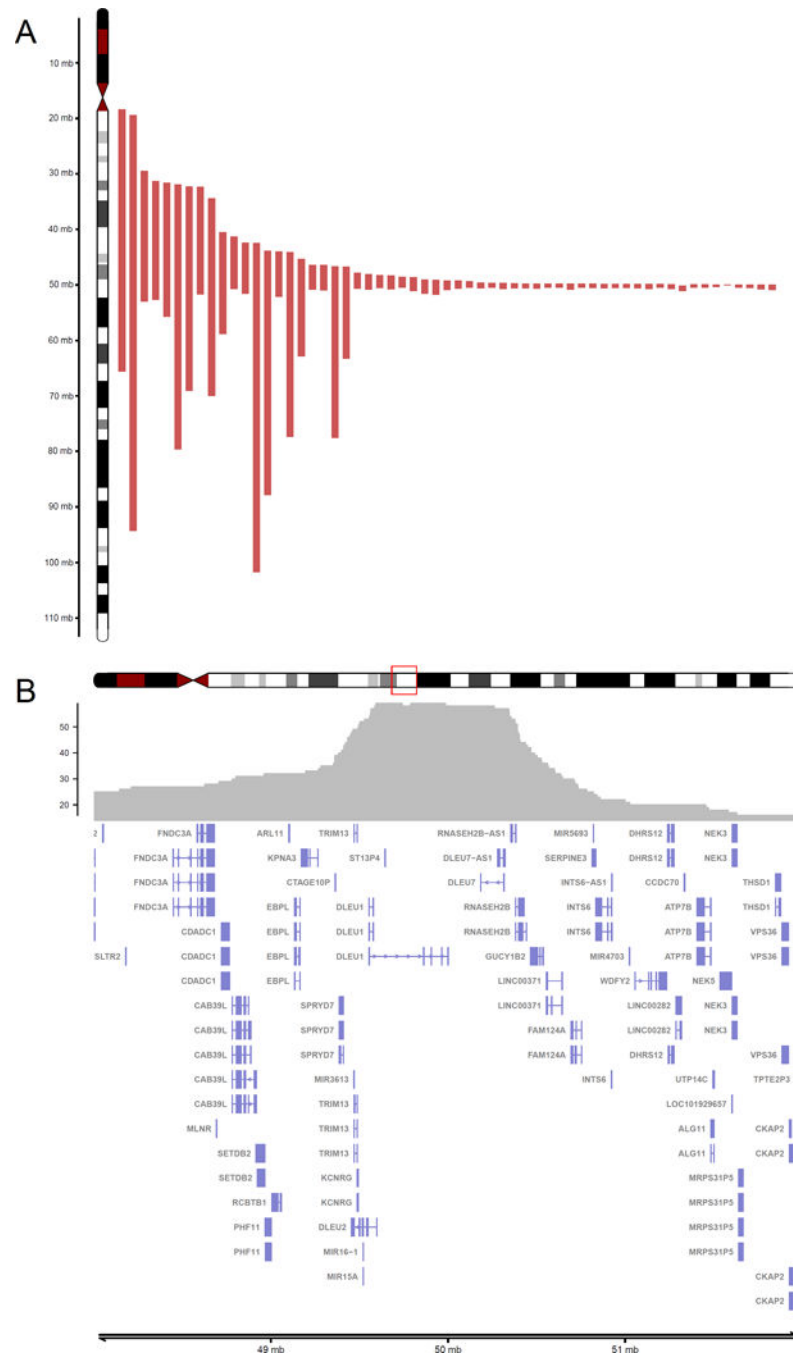 A
10 mb
20 mb
30 mb
40 mb
50 mb
60 mb
70 mb
80 mb
90 mb
100 mb
110 mb
B
50
40
30
20
2 FNDC3A ARL11 TRIM13 RNASEH2B-AS1 MIR5693 DHRS12 NEK3
FNDC3A KPNA3 ST13P4 DLEU7-AS1 SERPINE3 DHRS12 NEK3
FNDC3A CTAGE10P DLEU7 INTS6-AS1 CCDC70 THSD1
FNDC3A EBPL DLEU1 RNASEH2B INTS6 ATP7B THSD1
CDADC1 EBPL DLEU1 RNASEH2B INTS6 ATP7B VPS36
SLTR2 CDADC1 EBPL DLEU1 GUCY1B2 MIR4703 ATP7B VPS36
CDADC1 EBPL LINC00371 WDFY2 NEK5
CAB39L SPRYD7 LINC00371 LINC00282 NEK3
CAB39L SPRYD7 FAM124A LINC00282 NEK3
CAB39L SPRYD7 FAM124A DHRS12 VPS36
CAB39L MIR3613 INTS6 UTP14C TPTE2P3
CAB39L TRIM13 LOC101929657
MLNR TRIM13 ALG11 CKAP2
SETDB2 TRIM13 ALG11 CKAP2
SETDB2 KCNRG MRPS31P5
RCBTB1 KCNRG MRPS31P5
PHF11 DLEU2 MRPS31P5
PHF11 MIR16-1 MRPS31P5
MIR15A CKAP2
CKAP2
49 mb 50 mb 51 mb